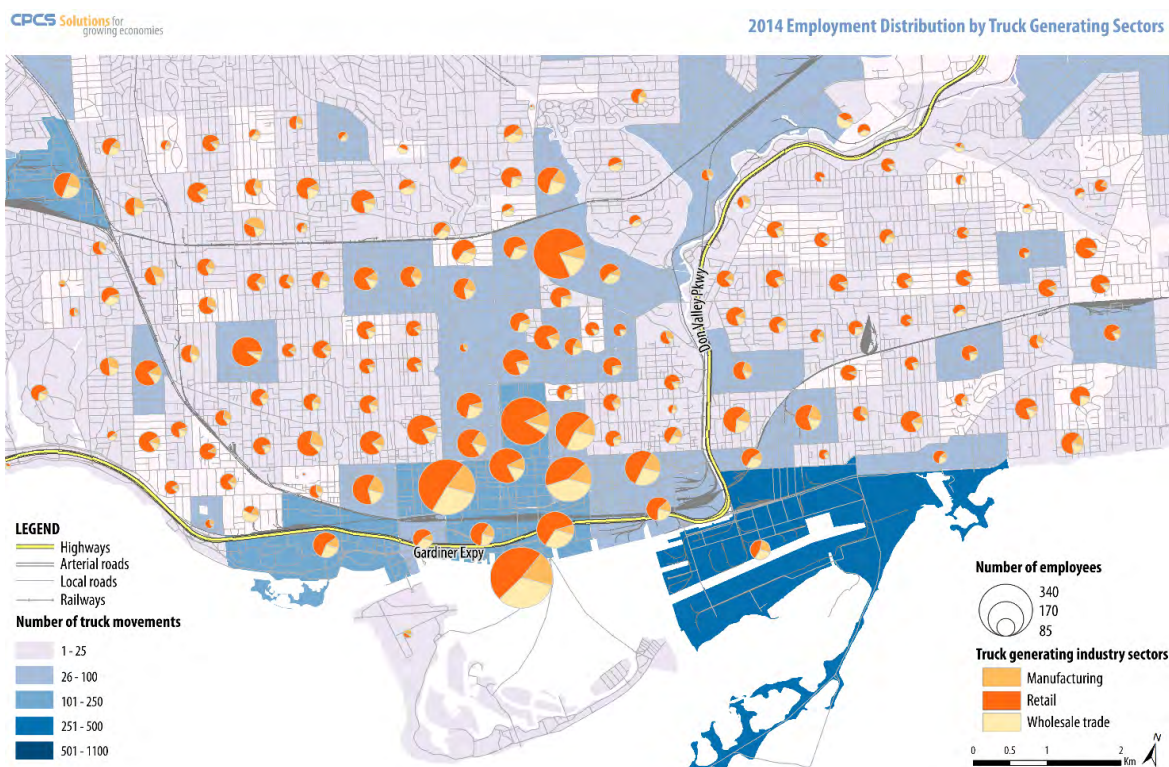 CPCS Solutions for
growing economies
2014 Employment Distribution by Truck Generating Sectors
Don Valley Pkwy
Gardiner Expy
LEGEND
Highways
Arterial roads
Local roads
Railways
Number of truck movements
1 - 25
26 - 100
101 - 250
251 - 500
501 - 1100
Number of employees
340
170
85
Truck generating industry sectors
Manufacturing
Retail
Wholesale trade
0 0.5 1 2
Km
N